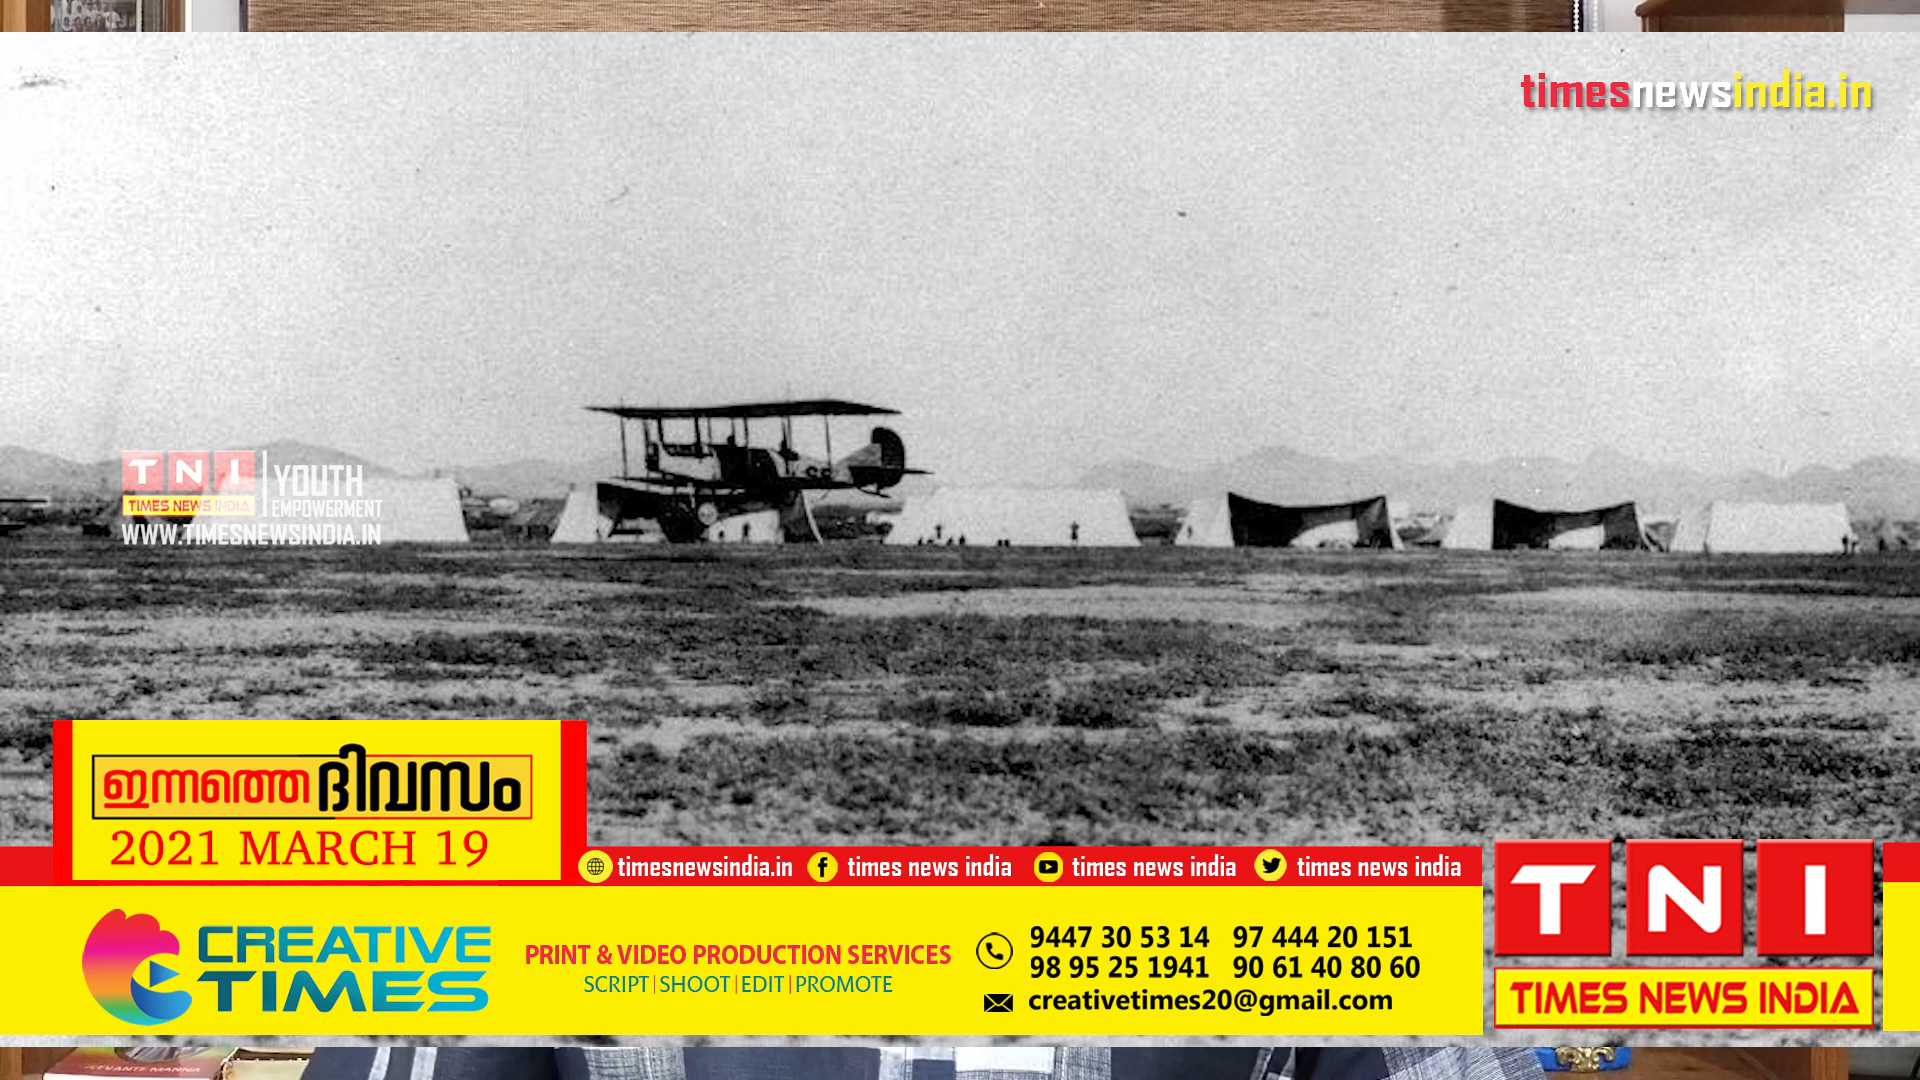 timesnewsindia.in
TNI
TIMES NEWS INDIA
YOUTH
EMPOWERMENT
WWW.TIMESNEWSINDIA.IN
ഇന്നത്തെ ദിവസം
2021 MARCH 19
timesnewsindia.in times news india times news india times news india
CREATIVE
TIMES
PRINT & VIDEO PRODUCTION SERVICES
SCRIPT|SHOOT|EDIT|PROMOTE
9447 30 53 14 97 444 20 151
98 95 25 1941 90 61 40 80 60
creativetimes20@gmail.com
TNI
TIMES NEWS INDIA